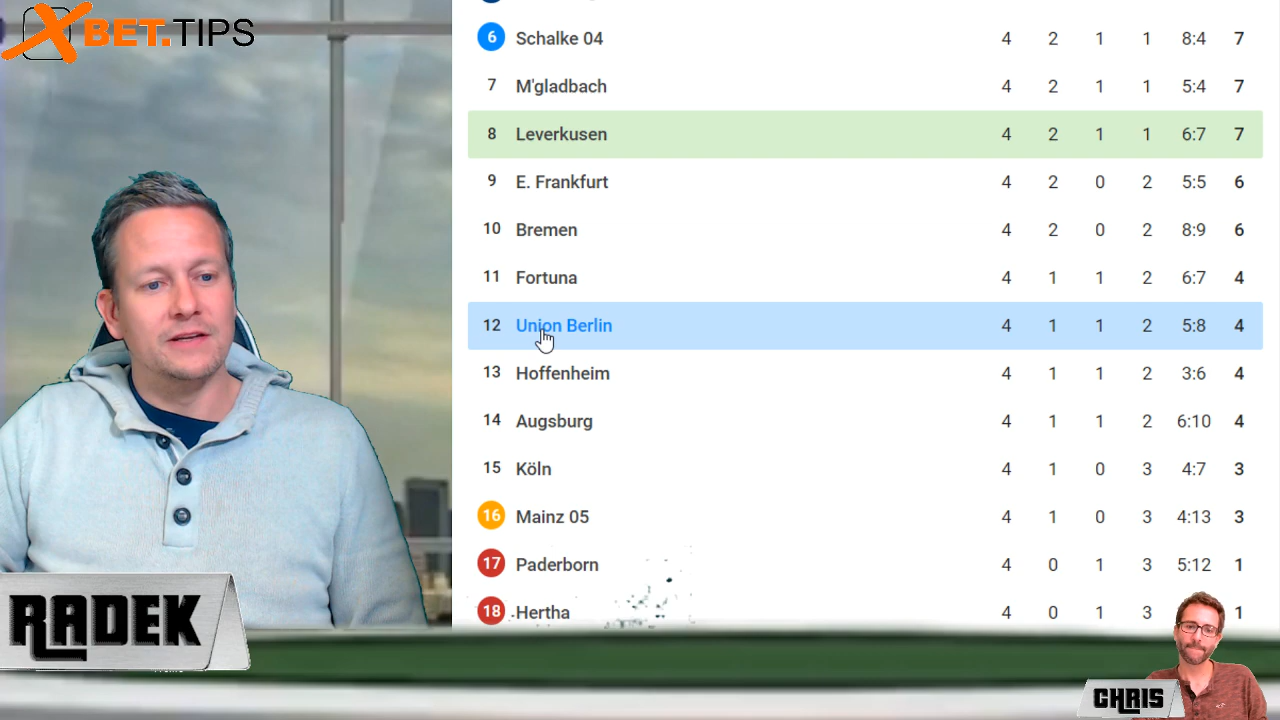 XBET.TIPS
6 Schalke 04 4 2 1 1 8:4 7
7 M'gladbach 4 2 1 1 5:4 7
8 Leverkusen 4 2 1 1 6:7 7
9 E. Frankfurt 4 2 0 2 5:5 6
10 Bremen 4 2 0 2 8:9 6
11 Fortuna 4 1 1 2 6:7 4
12 Union Berlin 4 1 1 2 5:8 4
13 Hoffenheim 4 1 1 2 3:6 4
14 Augsburg 4 1 1 2 6:10 4
15 Köln 4 1 0 3 4:7 3
16 Mainz 05 4 1 0 3 4:13 3
17 Paderborn 4 0 1 3 5:12 1
18 Hertha 4 0 1 3 1
RADEK
CHRIS